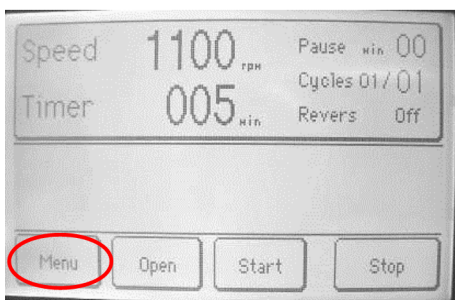 Speed 1100 rpm Pause min 00
Cycles 01/01
Timer 005 min Revers Off
Menu Open Start Stop